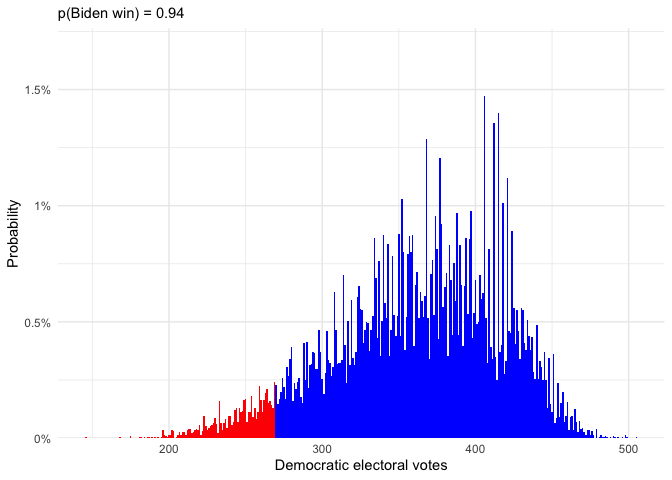 p(Biden win) = 0.94
1.5%
1%
0.5%
0%
Probability
200
300
400
500
Democratic electoral votes